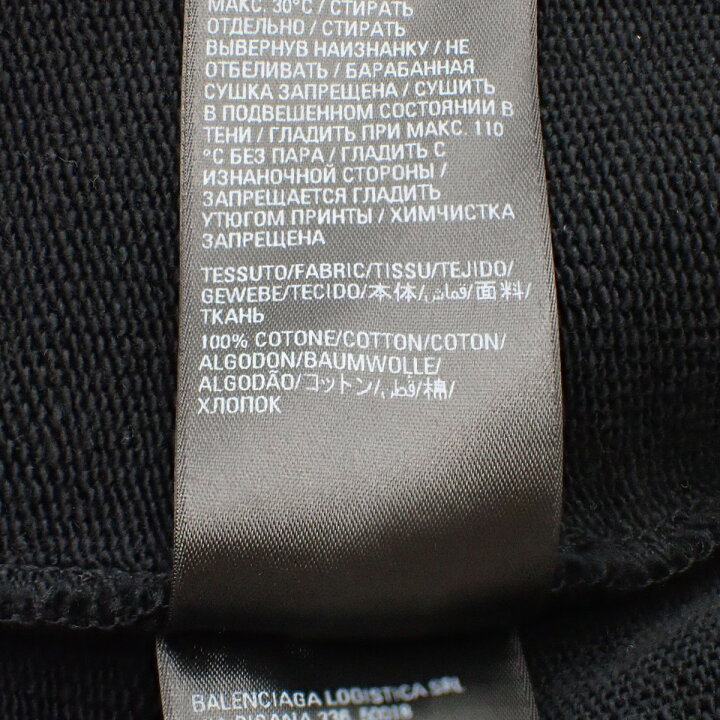 МАКС. 30°C / СТИРАТЬ
ОТДЕЛЬНО / СТИРАТЬ
ВЫВЕРНУВ НАИЗНАНКУ / НЕ
ОТБЕЛИВАТЬ / БАРАБАННАЯ
СУШКА ЗАПРЕЩЕНА / СУШИТЬ
В ПОДВЕШЕННОМ СОСТОЯНИИ В
ТЕНИ / ГЛАДИТЬ ПРИ МАКС. 110
°C БЕЗ ПАРА / ГЛАДИТЬ С
ИЗНАНОЧНОЙ СТОРОНЫ /
ЗАПРЕЩАЕТСЯ ГЛАДИТЬ
УТЮГОМ ПРИНТЫ / ХИМЧИСТКА
ЗАПРЕЩЕНА
TESSUTO/FABRIC/TISSU/TEJIDO/
GEWEBE/TECIDO/本体/قماش/面料/
ТКАНЬ
100% COTONE/COTTON/COTON/
ALGODON/BAUMWOLLE/
ALGODÃO/コットン/قطن/棉/
ХЛОПОК
BALENCIAGA LOGISTICA SRL